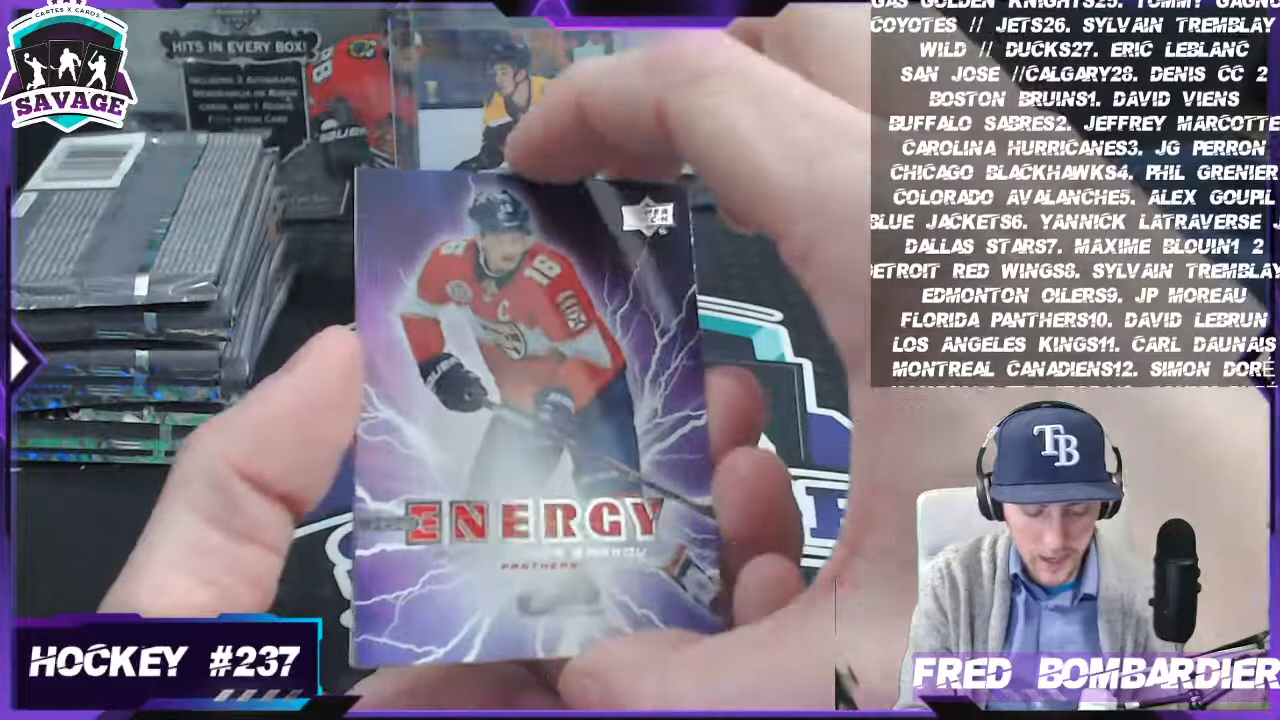 CARTES X CARDS
SAVAGE
HITS IN EVERY BOX!
16
C
ENERGY
PANTHERS
HOCKEY #237
GAS GOLDEN KNIGHTS25. TOMMY GAGNO
COYOTES // JETS26. SYLVAIN TREMBLAY
WILD // DUCKS27. ERIC LEBLANC
SAN JOSE //CALGARY28. DENIS CC 2
BOSTON BRUINS1. DAVID VIENS
BUFFALO SABRES2. JEFFREY MARCOTTE
CAROLINA HURRICANES3. JG PERRON
CHICAGO BLACKHAWKS4. PHIL GRENIER
COLORADO AVALANCHE5. ALEX GOUPIL
BLUE JACKETS6. YANNICK LATRAVERSE J
DALLAS STARS7. MAXIME BLOUIN1 2
DETROIT RED WINGS8. SYLVAIN TREMBLAY
EDMONTON OILERS9. JP MOREAU
FLORIDA PANTHERS10. DAVID LEBRUN
LOS ANGELES KINGS11. CARL DAUNAIS
MONTREAL CANADIENS12. SIMON DORÉ
TB
FRED BOMBARDIER